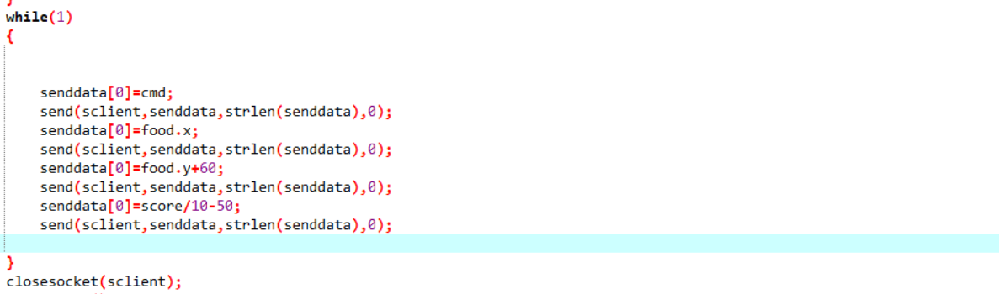 }
while(1)
{
senddata[0]=cmd;
send(sclient,senddata,strlen(senddata),0);
senddata[0]=food.x;
send(sclient,senddata,strlen(senddata),0);
senddata[0]=food.y+60;
send(sclient,senddata,strlen(senddata),0);
senddata[0]=score/10-50;
send(sclient,senddata,strlen(senddata),0);
}
closesocket(sclient);